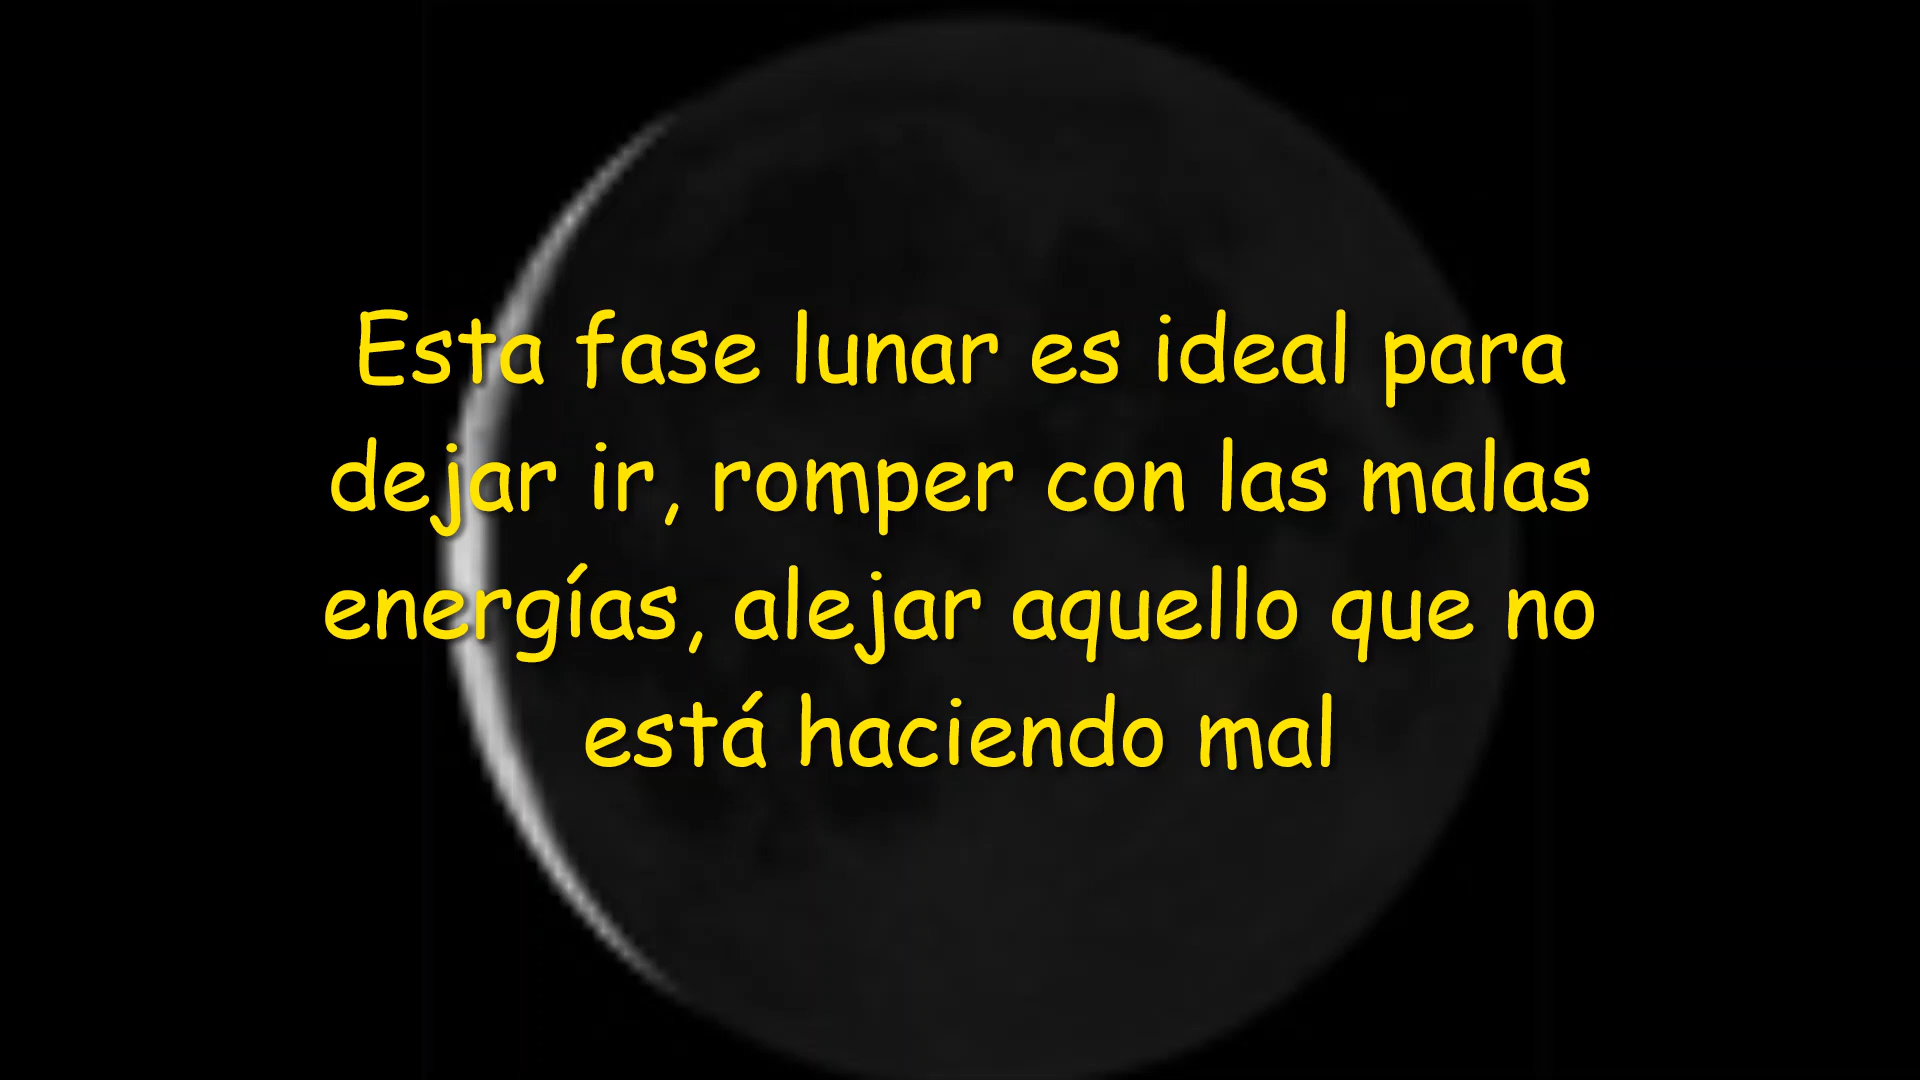 Esta fase lunar es ideal para
dejar ir, romper con las malas
energías, alejar aquello que no
está haciendo mal